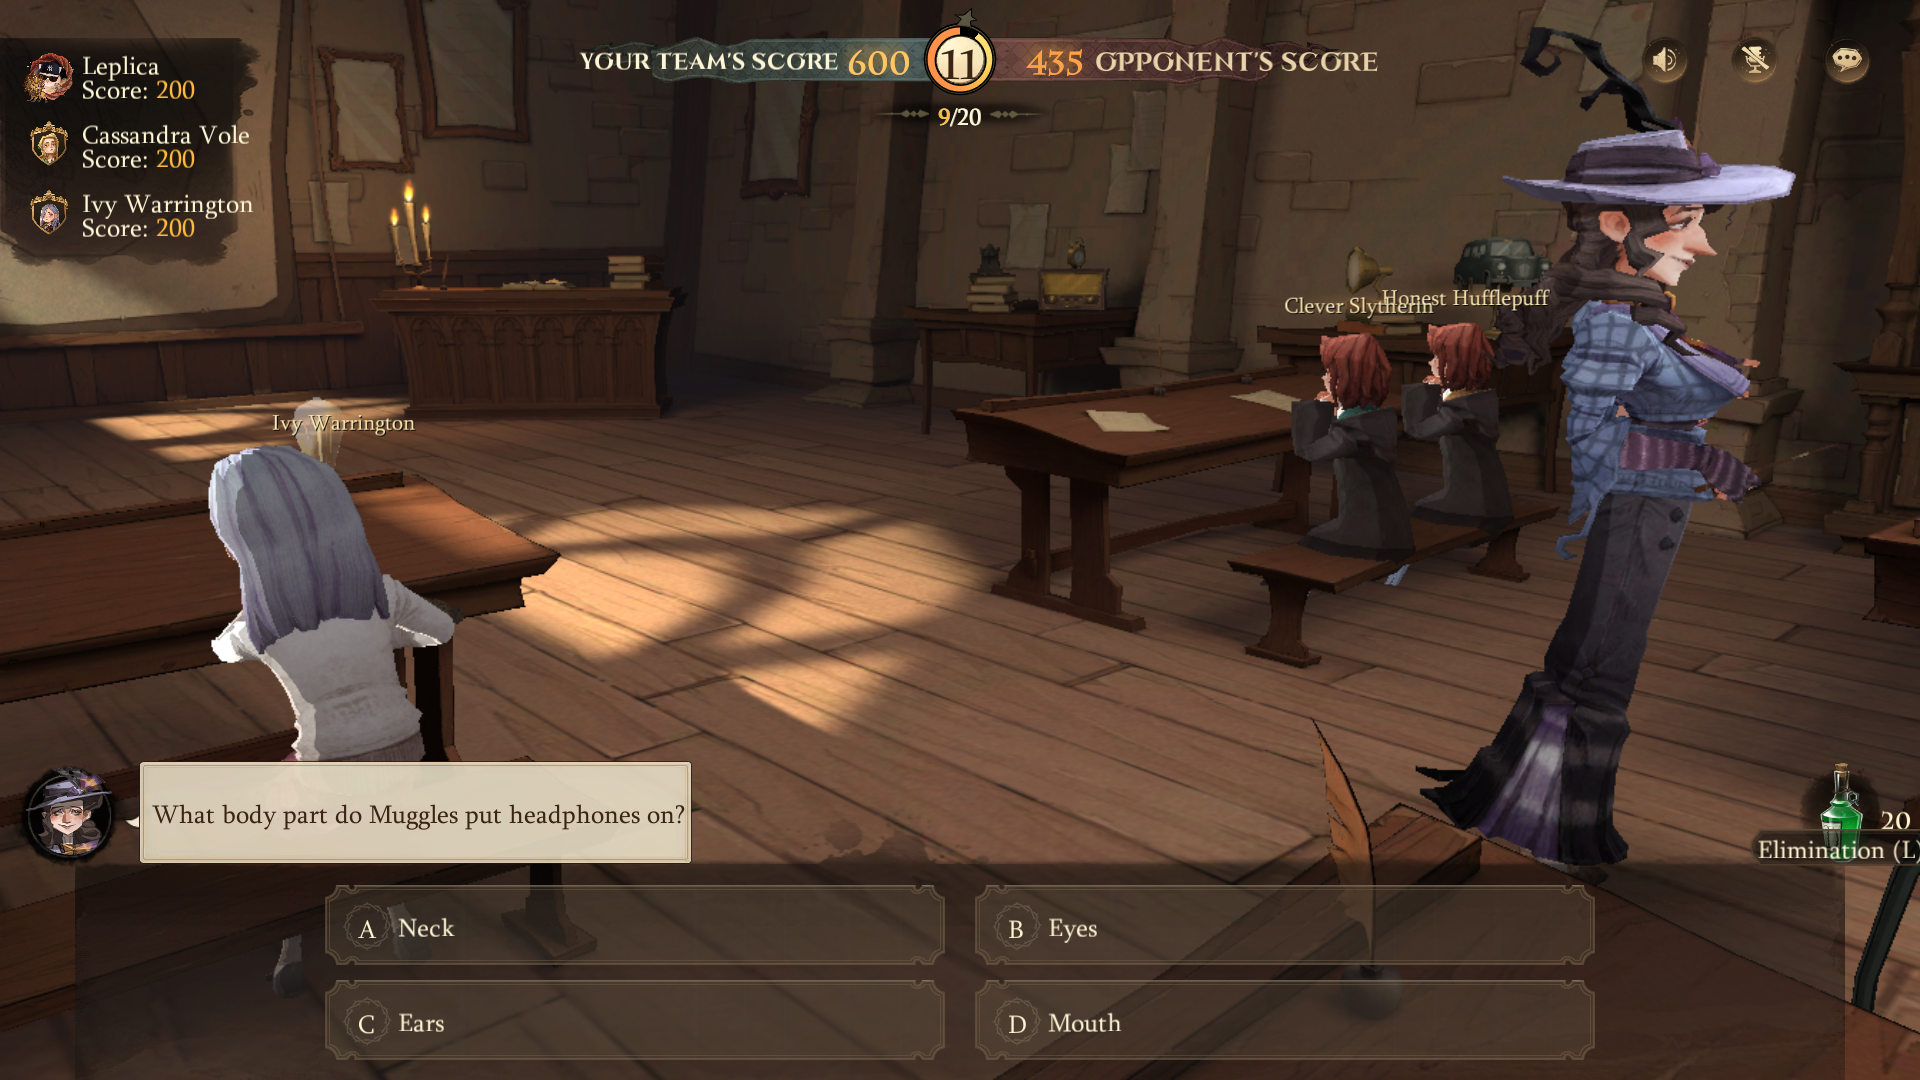 Leplica
Score: 200
Cassandra Vole
Score: 200
Ivy Warrington
Score: 200
YOUR TEAM'S SCORE 600 11 435 OPPONENT'S SCORE
9/20
Clever Slytherin
Honest Hufflepuff
Ivy Warrington
What body part do Muggles put headphones on?
20
Elimination (L)
A Neck
B Eyes
C Ears
D Mouth